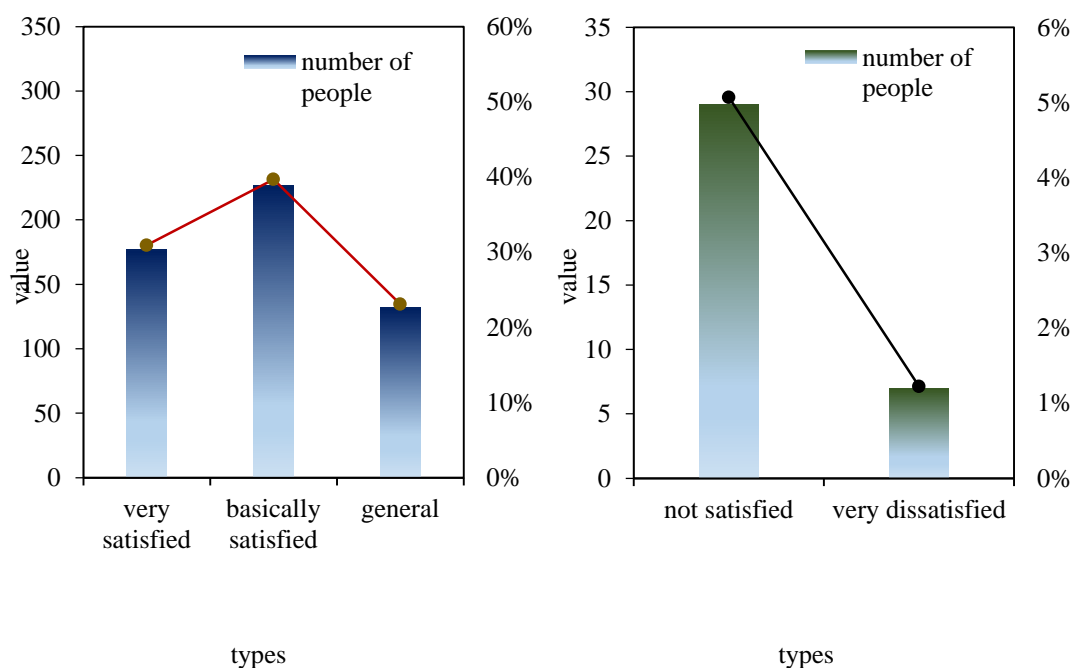 350
300
250
200
150
100
50
0
value
60%
50%
40%
30%
20%
10%
0%
number of
people
very
satisfied
basically
satisfied
general
types
35
30
25
20
15
10
5
0
value
6%
5%
4%
3%
2%
1%
0%
number of
people
not satisfied
very dissatisfied
types